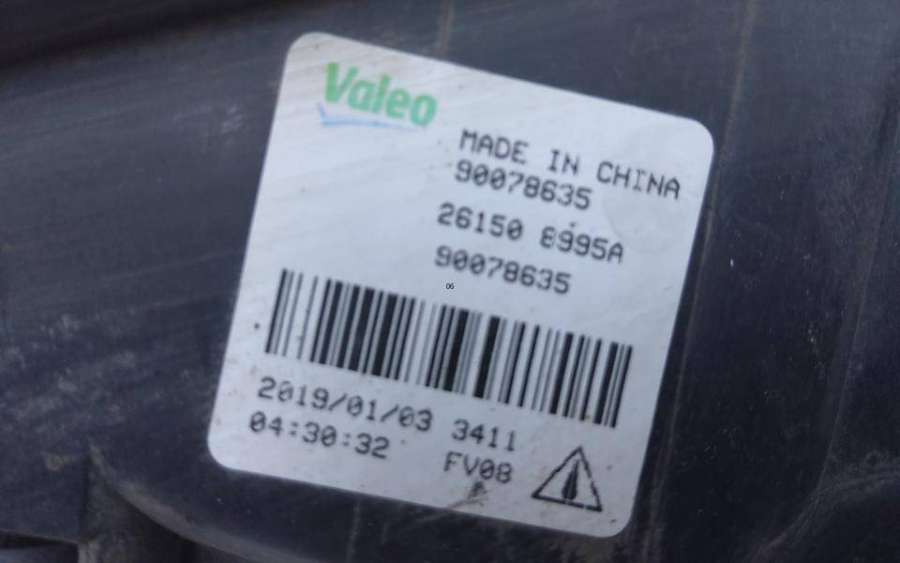 Valeo
MADE IN CHINA
90078635
26150 8995A
90078635
06
2019/01/03 3411
04:30:32 FV08